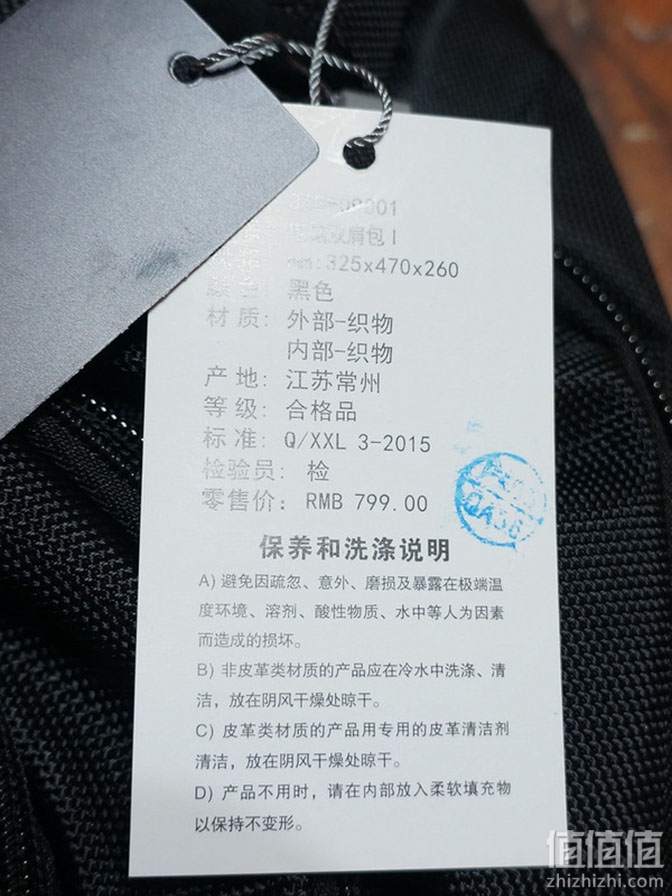 09001
双肩包 I
mm:325x470x260
黑色
材 质: 外部-织物
内部-织物
产 地: 江苏常州
等 级: 合格品
标 准: Q/XXL 3-2015
检验员: 检
零售价: RMB 799.00
保养和洗涤说明
A) 避免因疏忽、意外、磨损及暴露在极端温
度环境、溶剂、酸性物质、水中等人为因素
而造成的损坏。
B) 非皮革类材质的产品应在冷水中洗涤、清
洁，放在阴风干燥处晾干。
C) 皮革类材质的产品用专用的皮革清洁剂
清洁，放在阴风干燥处晾干。
D) 产品不用时，请在内部放入柔软填充物
以保持不变形。
值值值
zhizhizhi.com